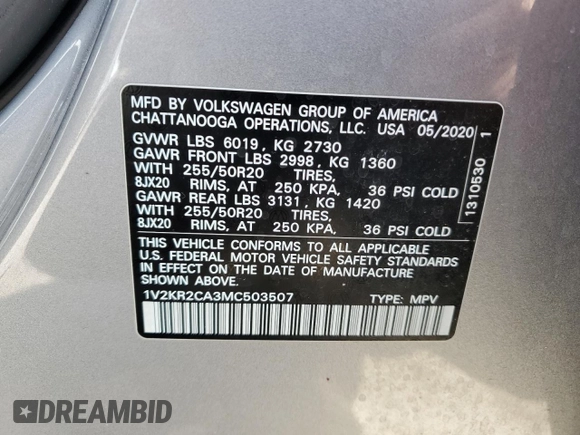 MFD BY VOLKSWAGEN GROUP OF AMERICA
CHATTANOOGA OPERATIONS, LLC. USA 05/2020
GVWR LBS 6019, KG 2730
GAWR FRONT LBS 2998, KG 1360
WITH 255/50R20 TIRES,
8JX20 RIMS, AT 250 KPA, 36 PSI COLD
GAWR REAR LBS 3131, KG 1420
WITH 255/50R20 TIRES,
8JX20 RIMS, AT 250 KPA, 36 PSI COLD
THIS VEHICLE CONFORMS TO ALL APPLICABLE
U.S. FEDERAL MOTOR VEHICLE SAFETY STANDARDS
IN EFFECT ON THE DATE OF MANUFACTURE
SHOWN ABOVE.
1V2KR2CA3MC503507 TYPE: MPV
1310530 1
DREAMBID